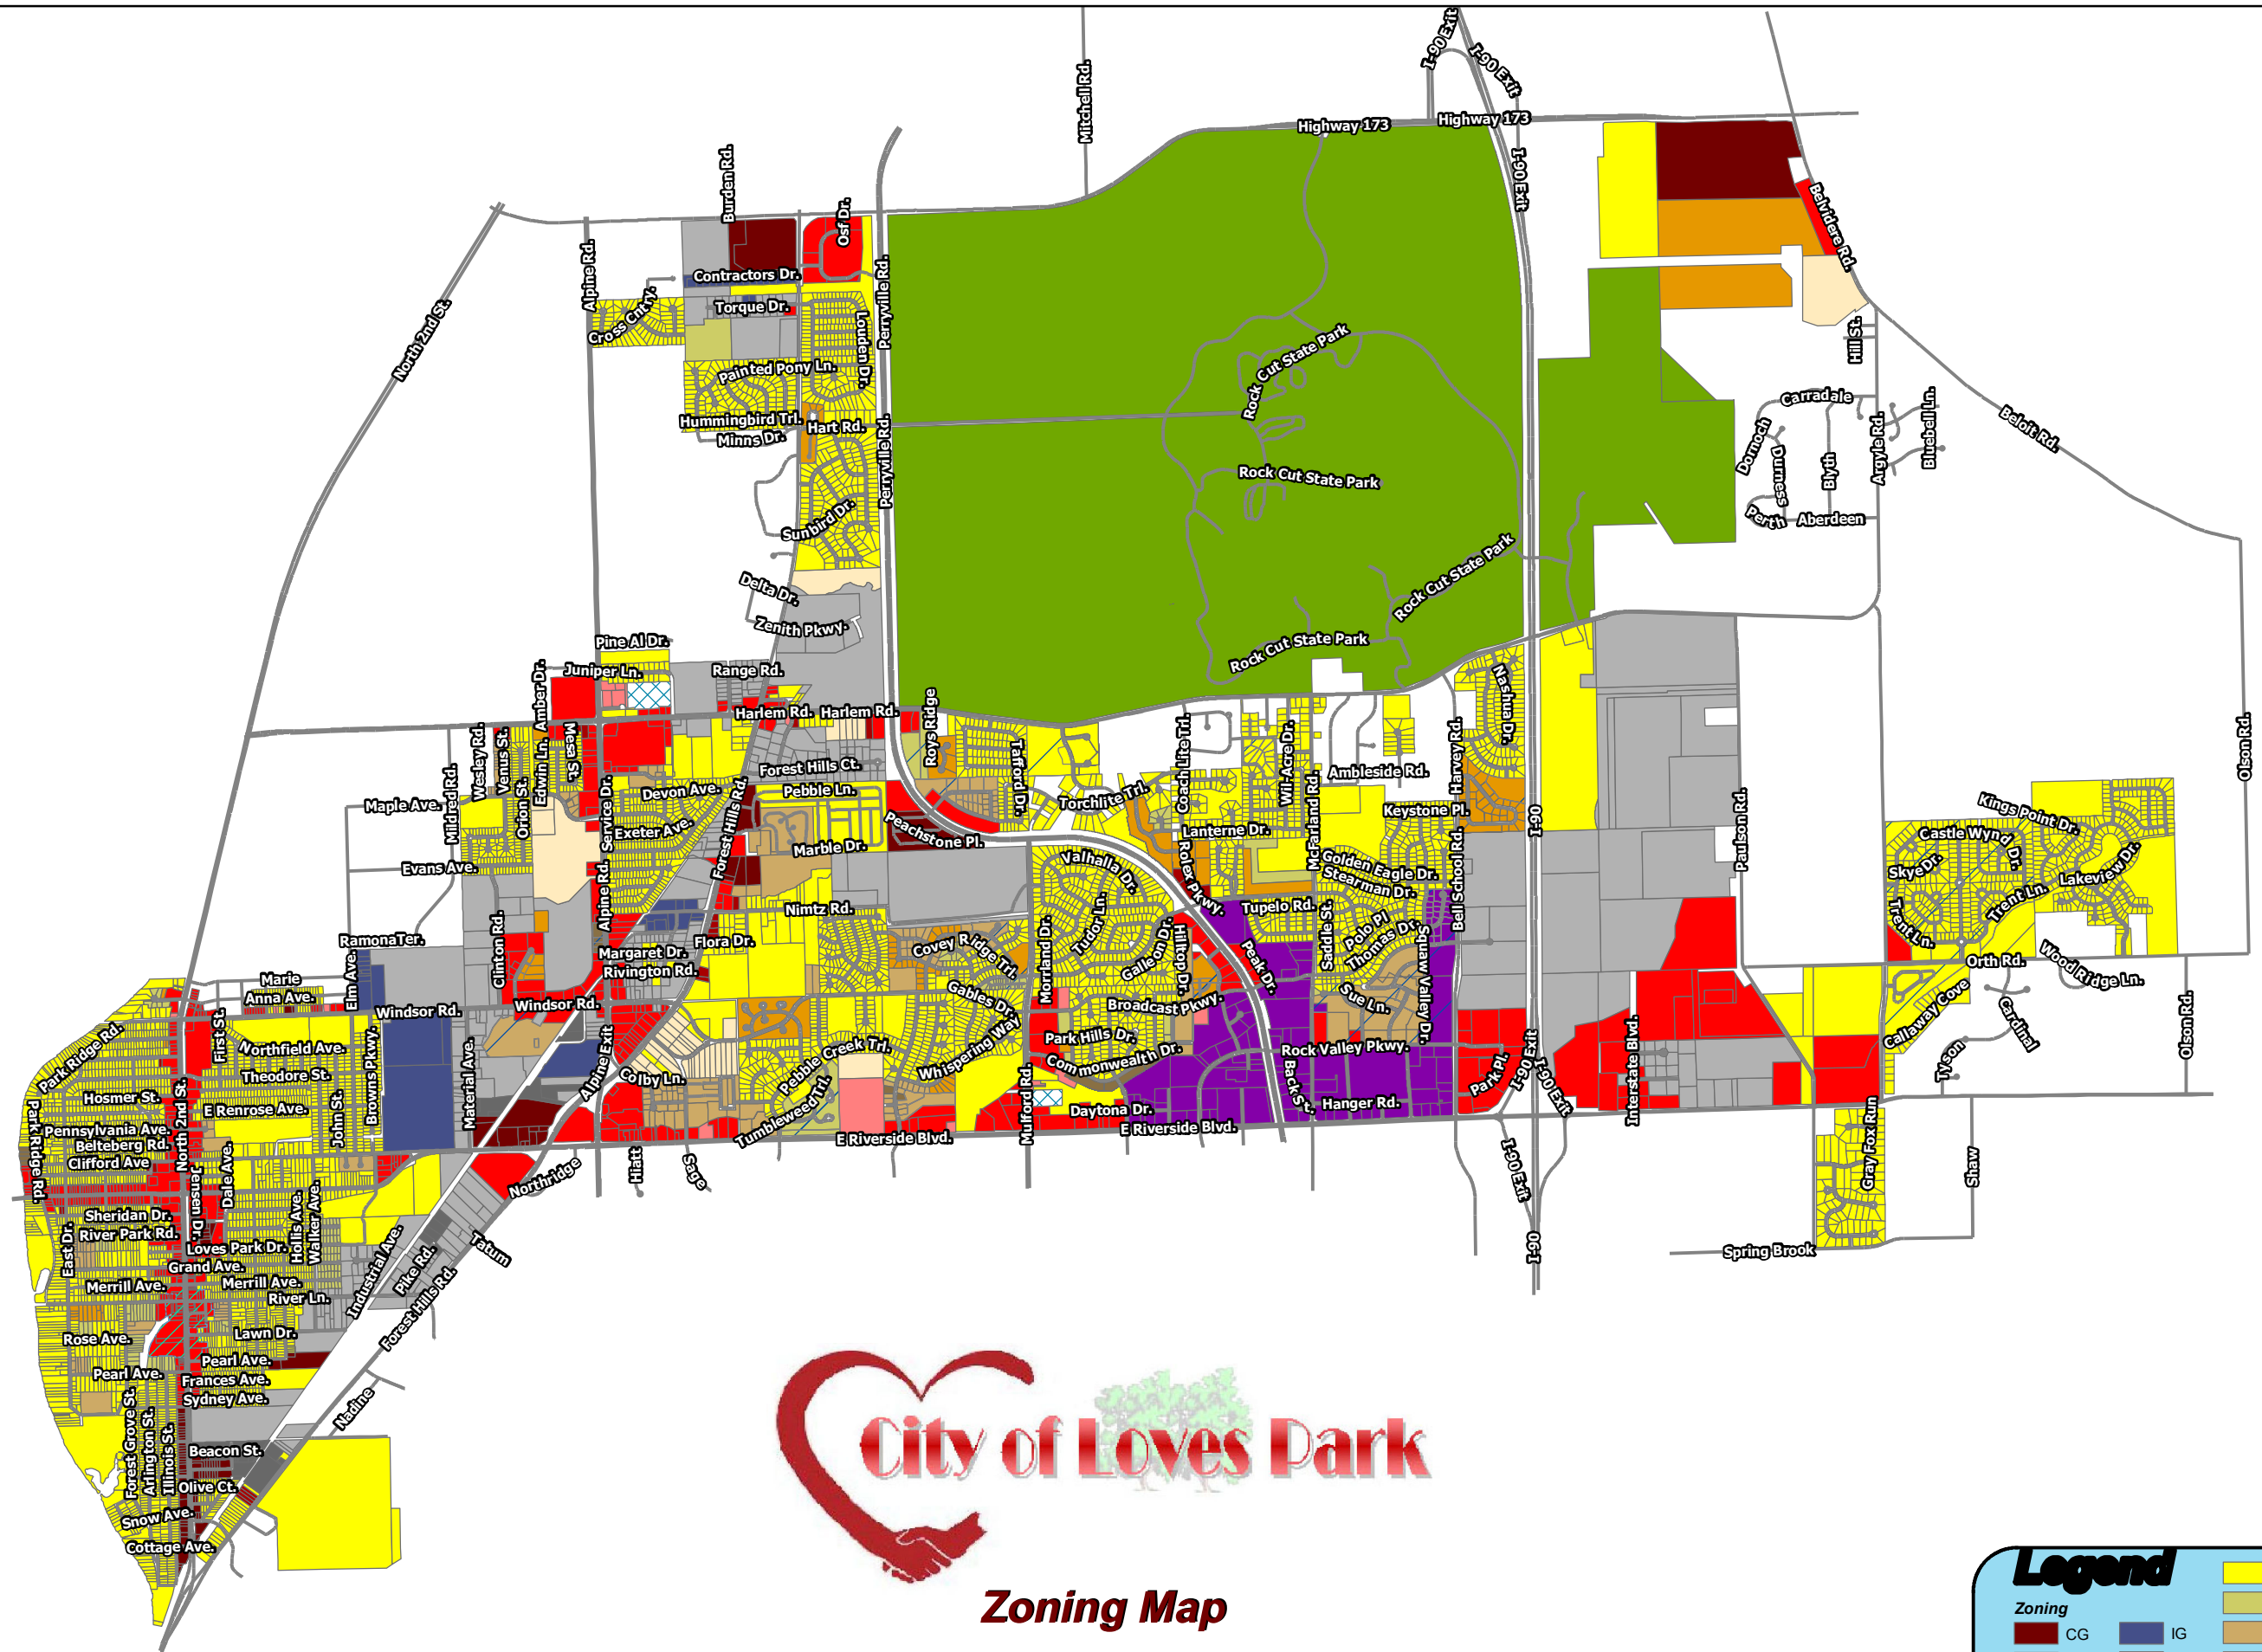 I-90 Exit
I-90 Exit
Mitchell Rd.
Highway 173
Highway 173
I-90 Exit
Burden Rd.
Osf Dr.
Belvidere Rd.
Alpine Rd.
Contractors Dr.
Perryville Rd.
Cross Cntry.
Torque Dr.
Louden Dr.
North 2nd St.
Rock Cut State Park
Hill St.
Painted Pony Ln.
Carradale
Bluebell Ln.
Beloit Rd.
Hummingbird Trl.
Hart Rd.
Minns Dr.
Perryville Rd.
Rock Cut State Park
Dornoch
Durness
Blyth
Argyle Rd.
Perth
Aberdeen
Sunbird Dr.
Rock Cut State Park
Delta Dr.
Zenith Pkwy.
Rock Cut State Park
Pine Al Dr.
Juniper Ln.
Range Rd.
Amber Dr.
Nashua Dr.
Harlem Rd.
Harlem Rd.
Roys Ridge
Tafford Dr.
Coach Lite Trl.
Wil-Acre Dr.
Harvey Rd.
Olson Rd.
Wesley Rd.
Venus St.
Mesa St.
Edwin Ln.
Orion St.
Mildred Rd.
Forest Hills Ct.
Ambleside Rd.
Devon Ave.
Pebble Ln.
Torchlite Trl.
McFarland Rd.
Maple Ave.
Service Dr.
Exeter Ave.
Forest Hills Rd.
Peachstone Pl.
Keystone Pl.
I-90
Paulson Rd.
Kings Point Dr.
Castle Wynd Dr.
Lanterne Dr.
Marble Dr.
Valhalla Dr.
Rolex Pkwy.
Golden Eagle Dr.
Stearman Dr.
Bell School Rd.
Skye Dr.
Lakeview Dr.
Evans Ave.
Alpine Rd.
Nimtz Rd.
Tudor Ln.
Tupelo Rd.
Polo Pl
Trent Ln.
Trent Ln.
Ramona Ter.
Clinton Rd.
Flora Dr.
Margaret Dr.
Rivington Rd.
Covey Ridge Trl.
Morrland Dr.
Galleon Dr.
Hilton Dr.
Peak Dr.
Saddle St.
Thomas Dr.
Squaw Valley Dr.
Orth Rd.
Wood Ridge Ln.
Marie
Anna Ave.
Elm Ave.
Windsor Rd.
Windsor Rd.
Gables Dr.
Broadcast Pkwy.
Sue Ln.
Callaway Cove
Cardinal
Olson Rd.
Park Ridge Rd.
First St.
Northfield Ave.
Theodore St.
Browns Pkwy.
Material Ave.
Alpine Exit
Colby Ln.
Pebble Creek Trl.
Whispering Way
Park Hills Dr.
Commonwealth Dr.
Rock Valley Pkwy.
Park Pl.
I-90 Exit
I-90 Exit
Interstate Blvd.
Tyson
Hosmer St.
E Renrose Ave.
John St.
Tumbleweed Trl.
Mulford Rd.
Daytona Dr.
Back St.
Hanger Rd.
Pennsylvania Ave.
Belteberg Rd.
Clifford Ave
Park Ridge Rd.
North 2nd St.
E Riverside Blvd.
E Riverside Blvd.
Gray Fox Run
Jensen Dr.
Dale Ave.
Northridge
Hiatt
Sage
I-90 Exit
Shaw
Sheridan Dr.
River Park Rd.
East Dr.
Hollis Ave.
Walker Ave.
Loves Park Dr.
Grand Ave.
Tatum
I-90
Spring Brook
Merrill Ave.
Merrill Ave.
River Ln.
Industrial Ave.
Pike Rd.
Forest Hills Rd.
Rose Ave.
Lawn Dr.
Pearl Ave.
Pearl Ave.
Frances Ave.
Sydney Ave.
Nadine
Forest Grove St.
Arlington St.
Illinois St.
Beacon St.
Olive Ct.
Snow Ave.
Cottage Ave.
City of Loves Park
Zoning Map
Legend
Zoning
CG
IG